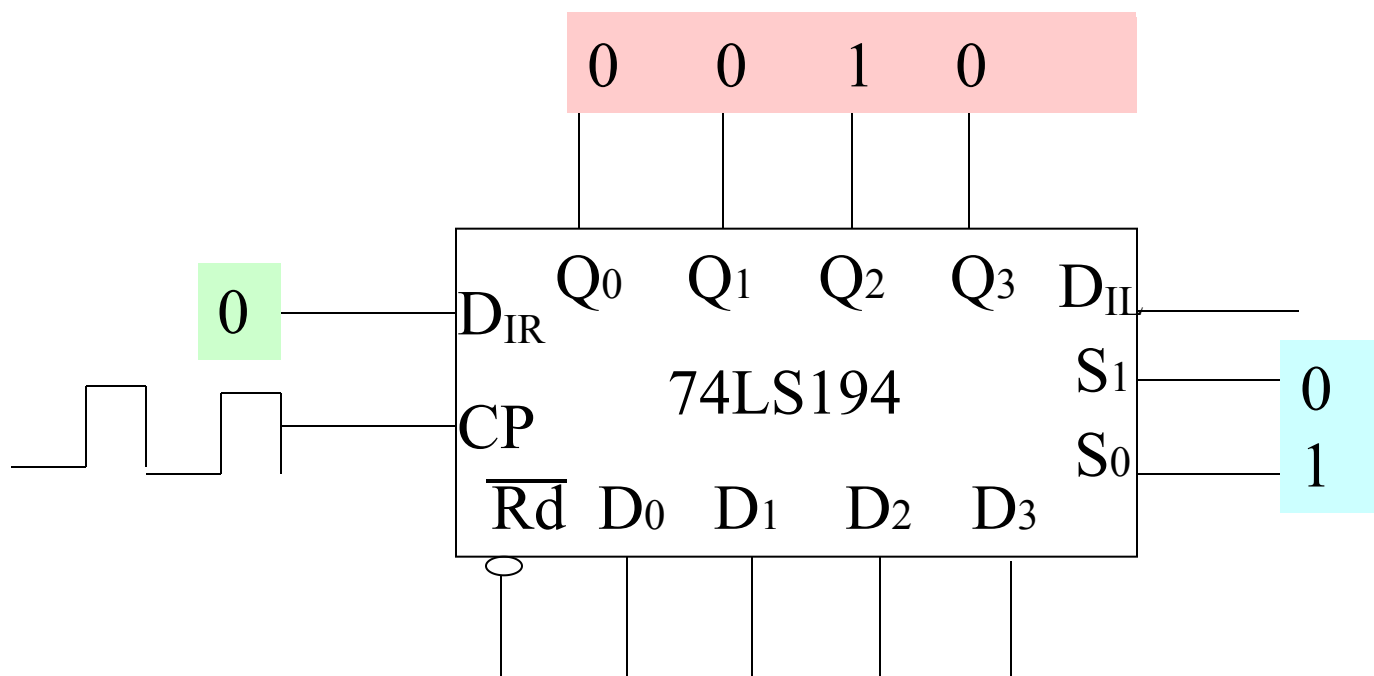 0 0 1 0
Q0 Q1 Q2 Q3 DIL
0 DIR
S1 0
74LS194
CP
S0 1
R̅d̅ D0 D1 D2 D3